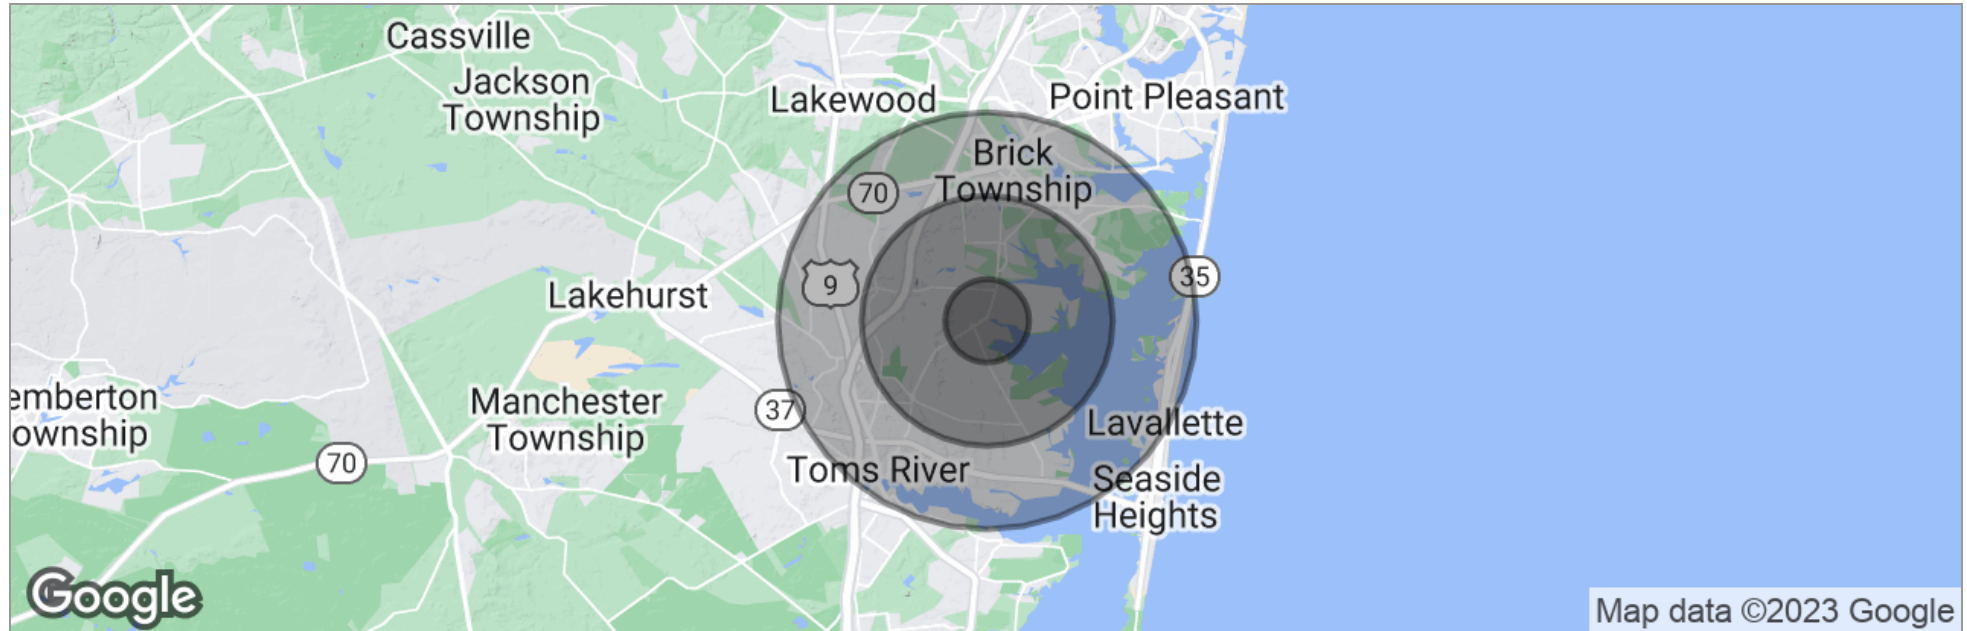 Cassville
Jackson
Township
Lakewood
Point Pleasant
Brick
Township
70
35
9
Lakehurst
37
Manchester
Township
emberton
ownship
70
Lavallette
Toms River
Seaside
Heights
Google
Map data ©2023 Google